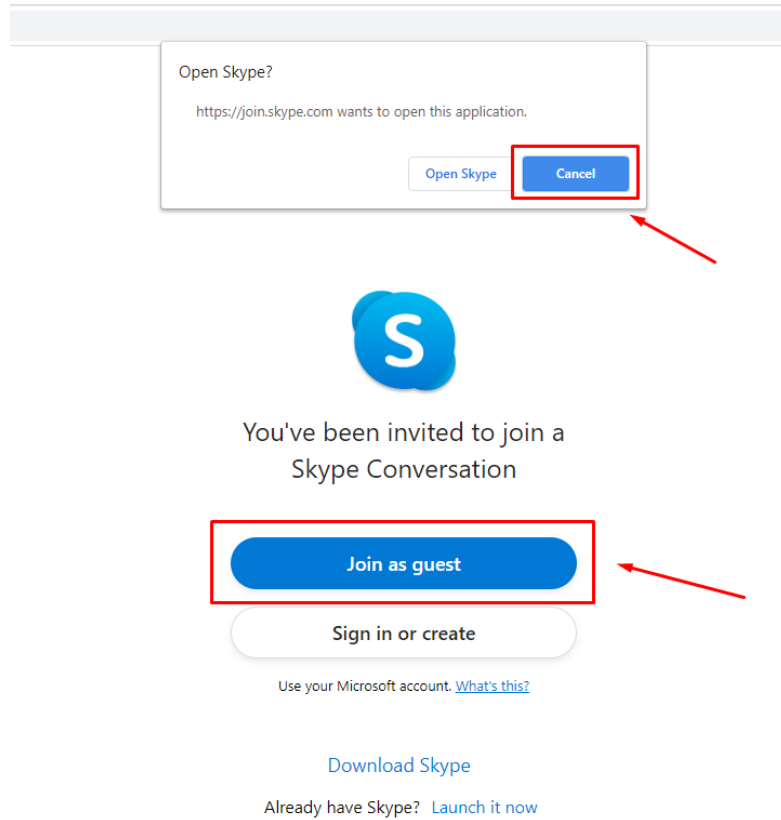 Open Skype?
https://join.skype.com wants to open this application.
Open Skype
Cancel
S
You've been invited to join a
Skype Conversation
Join as guest
Sign in or create
Use your Microsoft account. What's this?
Download Skype
Already have Skype? Launch it now